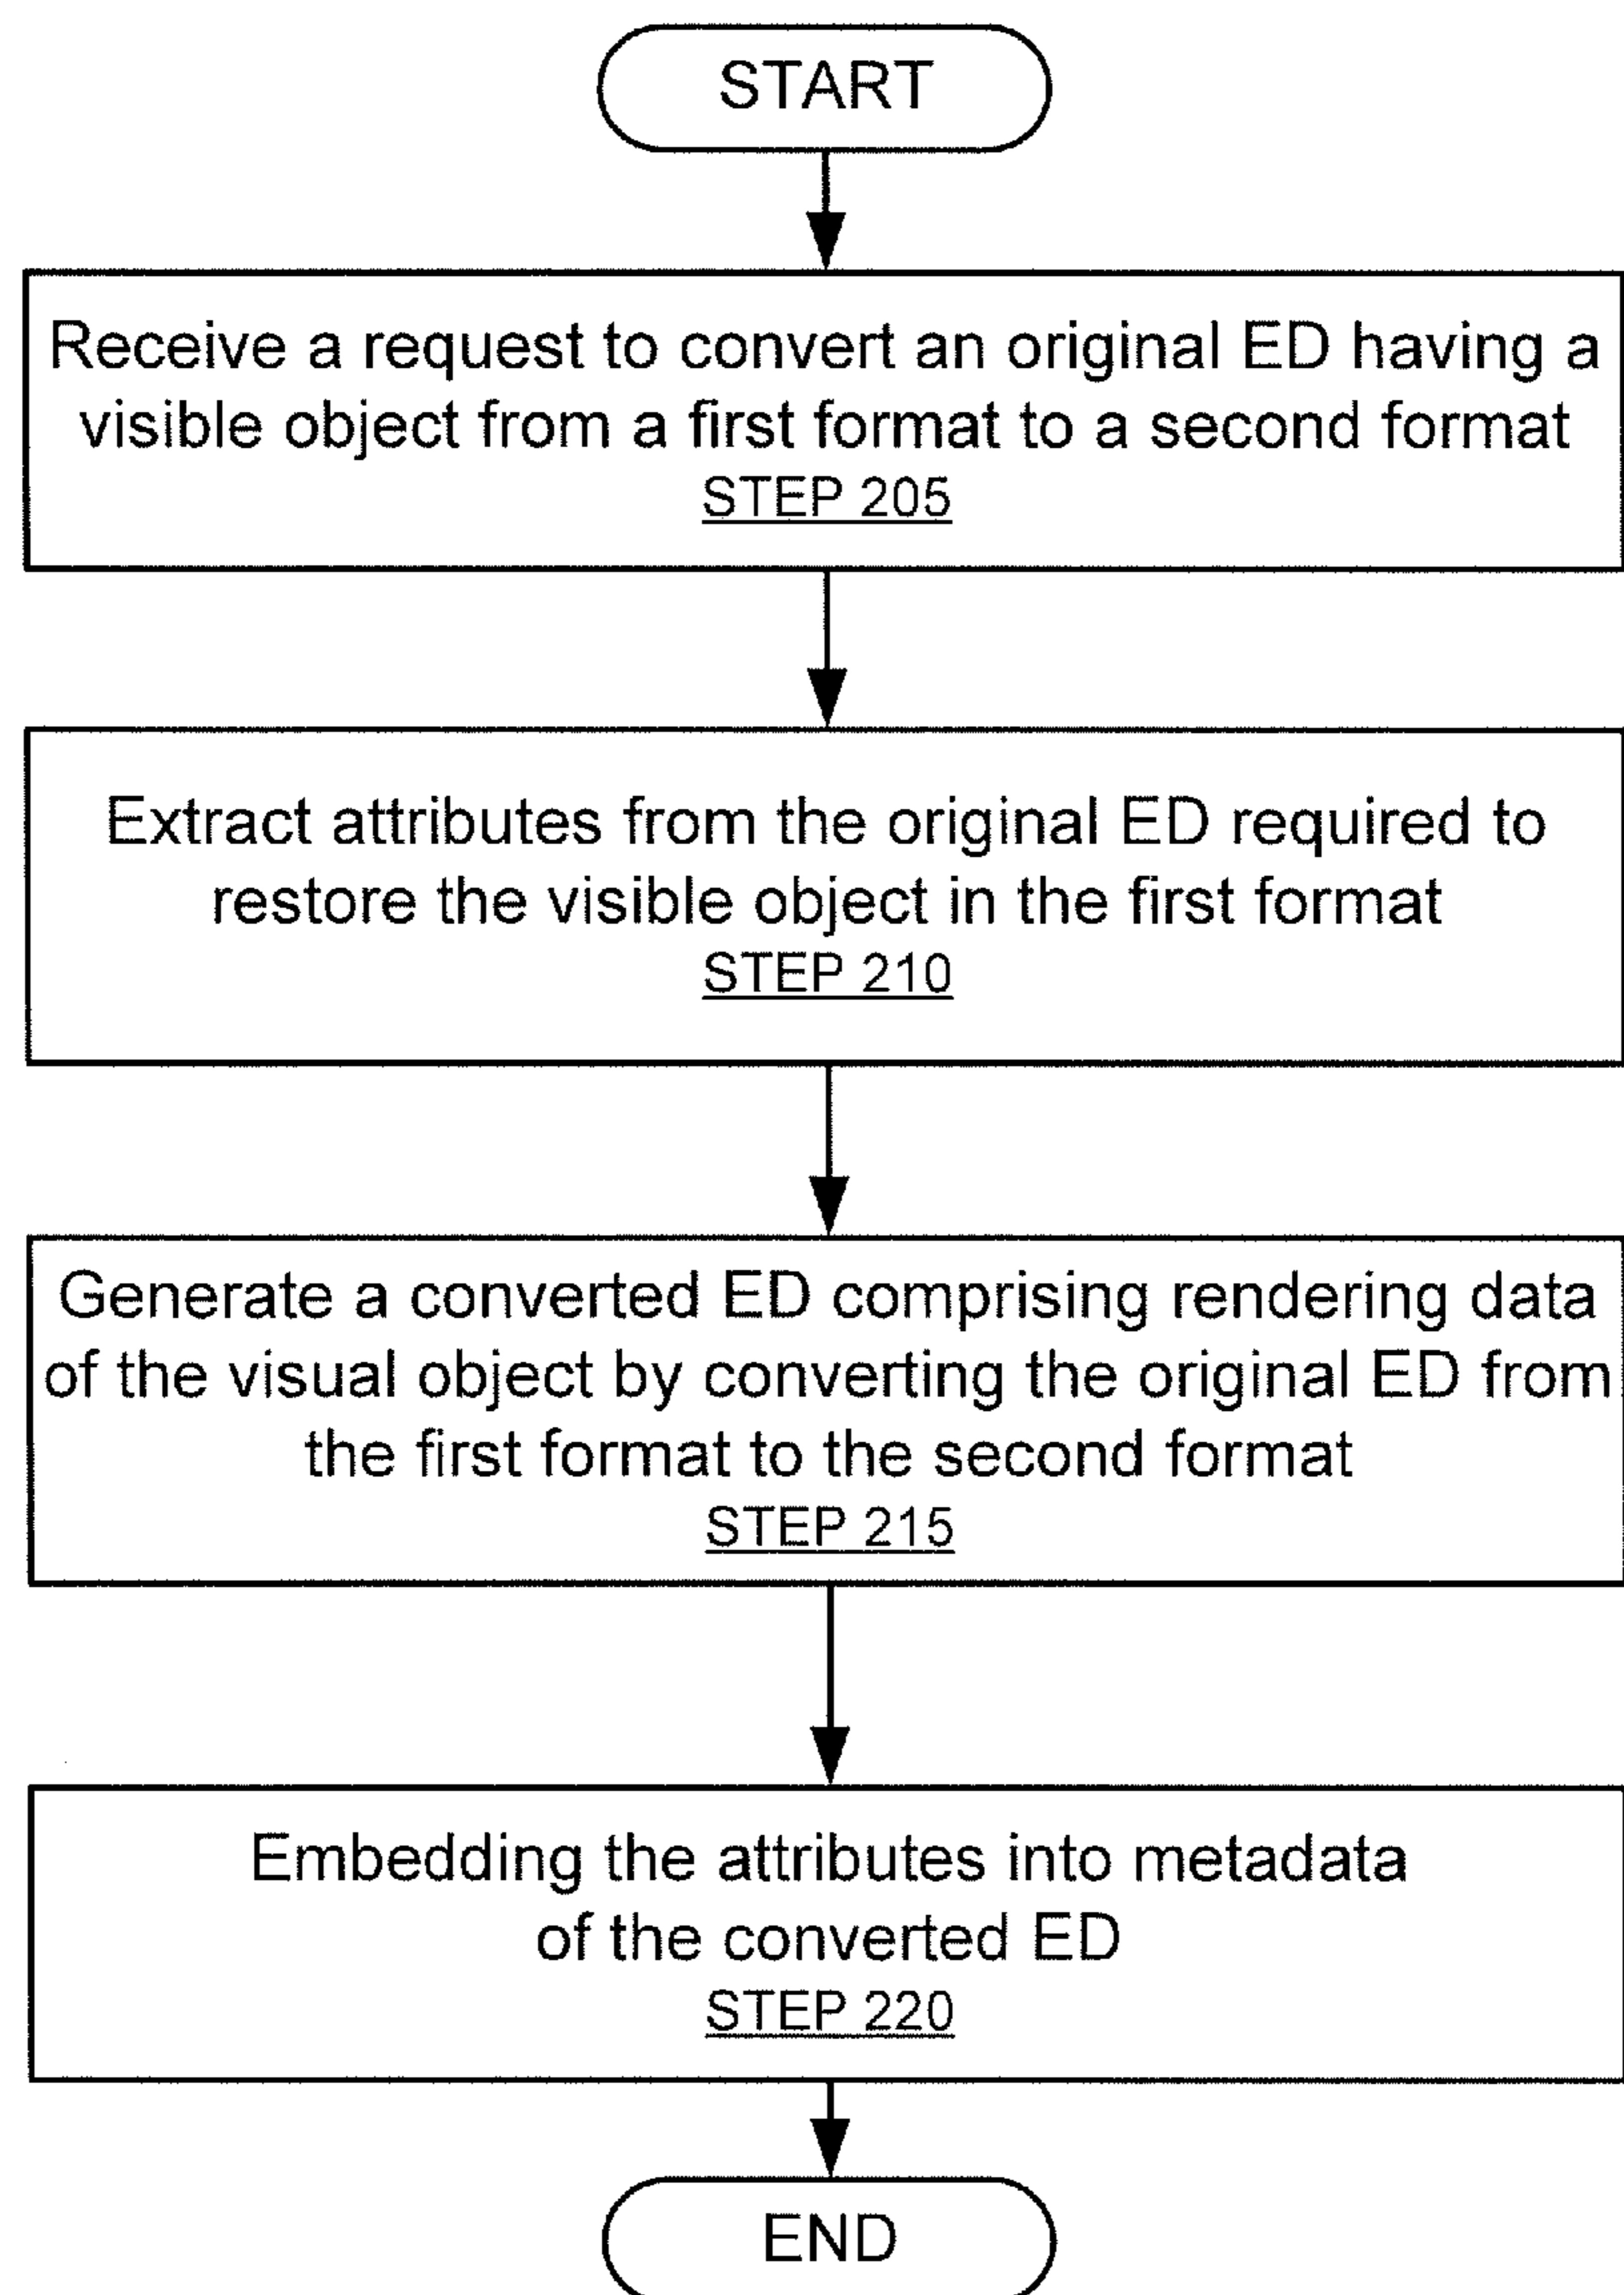 START
Receive a request to convert an original ED having a
visible object from a first format to a second format
STEP 205
Extract attributes from the original ED required to
restore the visible object in the first format
STEP 210
Generate a converted ED comprising rendering data
of the visual object by converting the original ED from
the first format to the second format
STEP 215
Embedding the attributes into metadata
of the converted ED
STEP 220
END